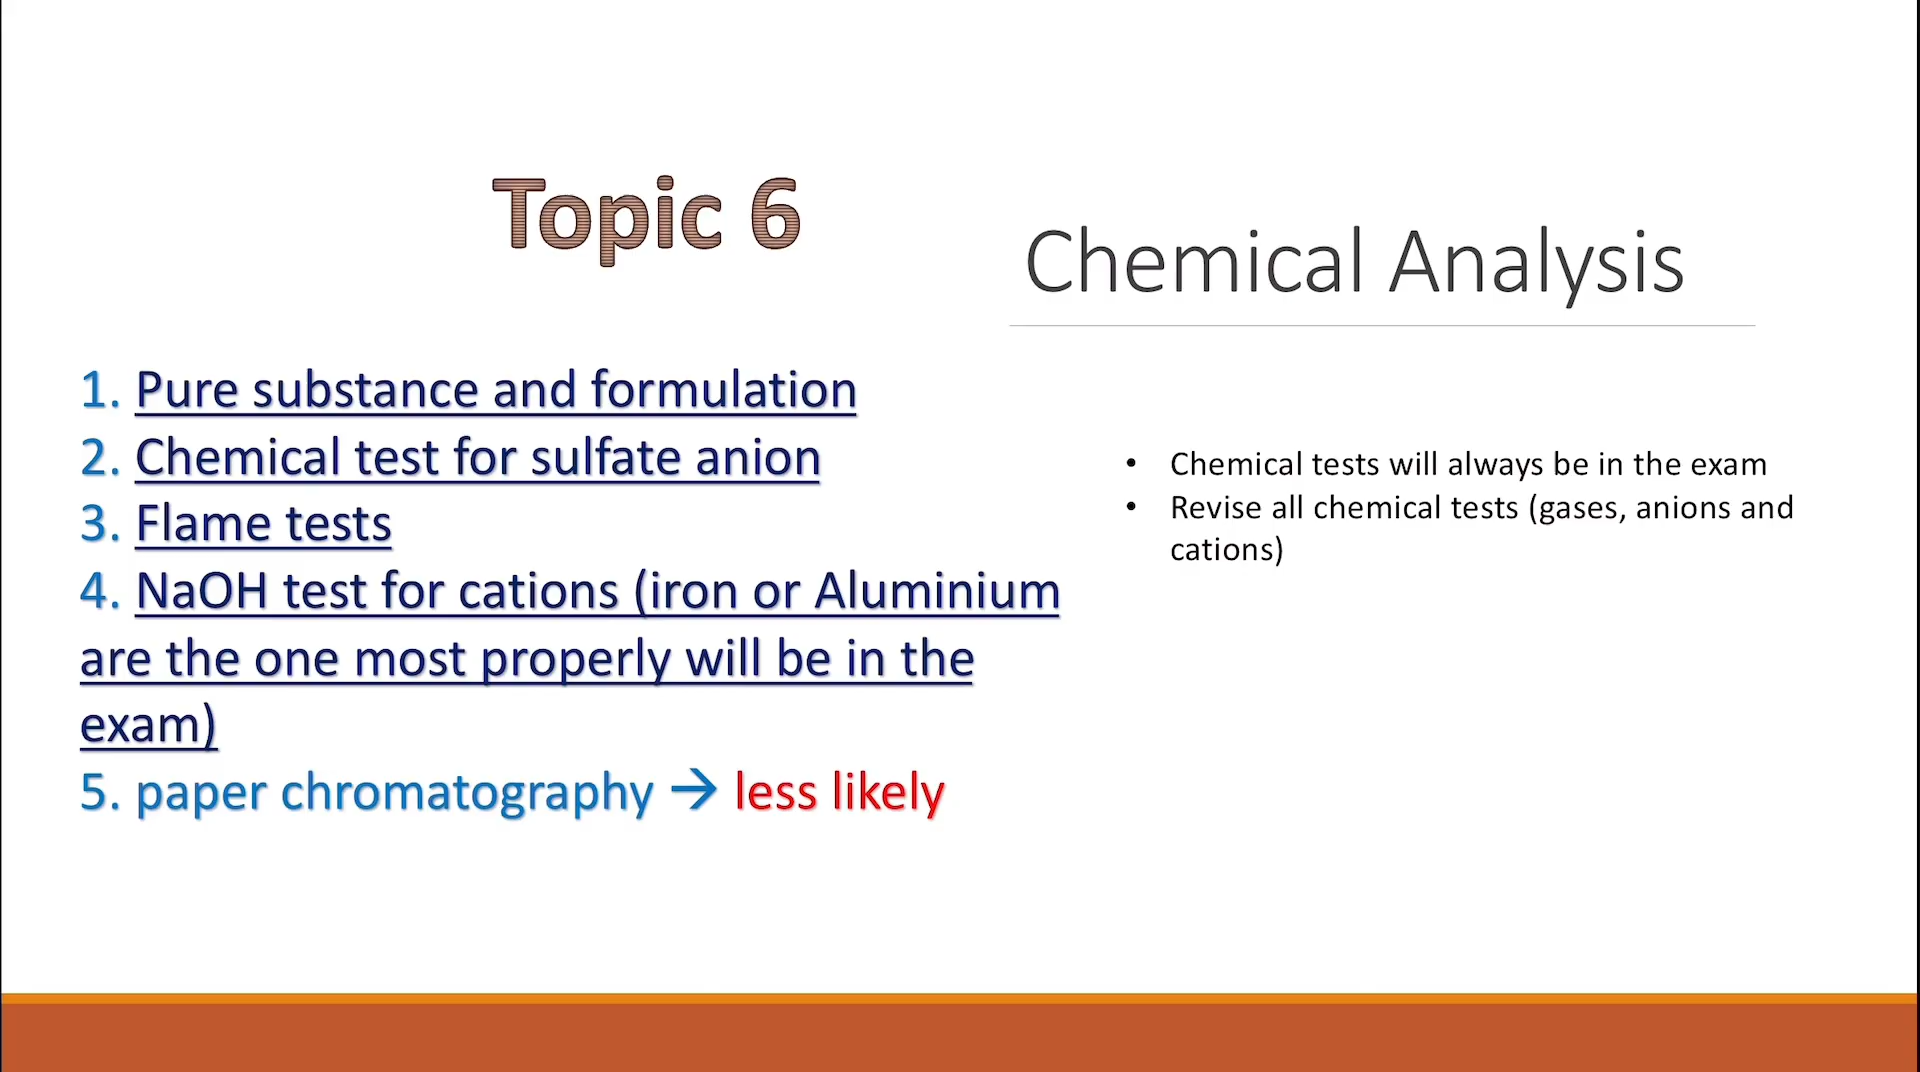 Topic 6
Chemical Analysis
1. Pure substance and formulation
2. Chemical test for sulfate anion
3. Flame tests
4. NaOH test for cations (iron or Aluminium
are the one most properly will be in the
exam)
5. paper chromatography → less likely
• Chemical tests will always be in the exam
• Revise all chemical tests (gases, anions and
cations)